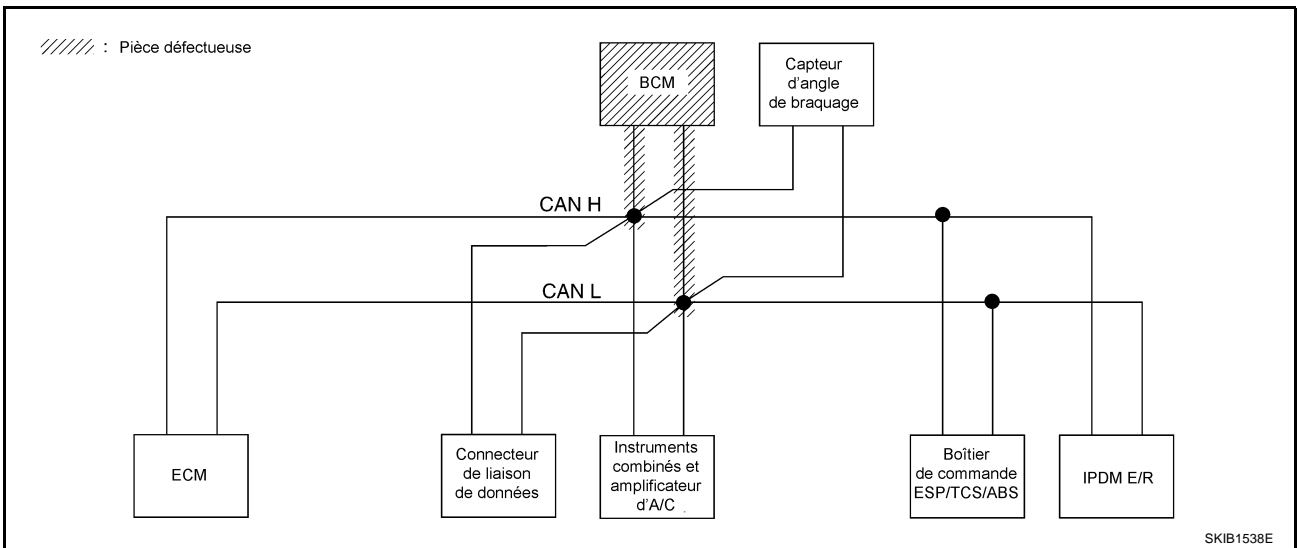 : Pièce défectueuse
BCM
Capteur
d'angle
de braquage
CAN H
CAN L
ECM
Connecteur
de liaison
de données
Instruments
combinés et
amplificateur
d'A/C
Boîtier
de commande
ESP/TCS/ABS
IPDM E/R
SKIB1538E